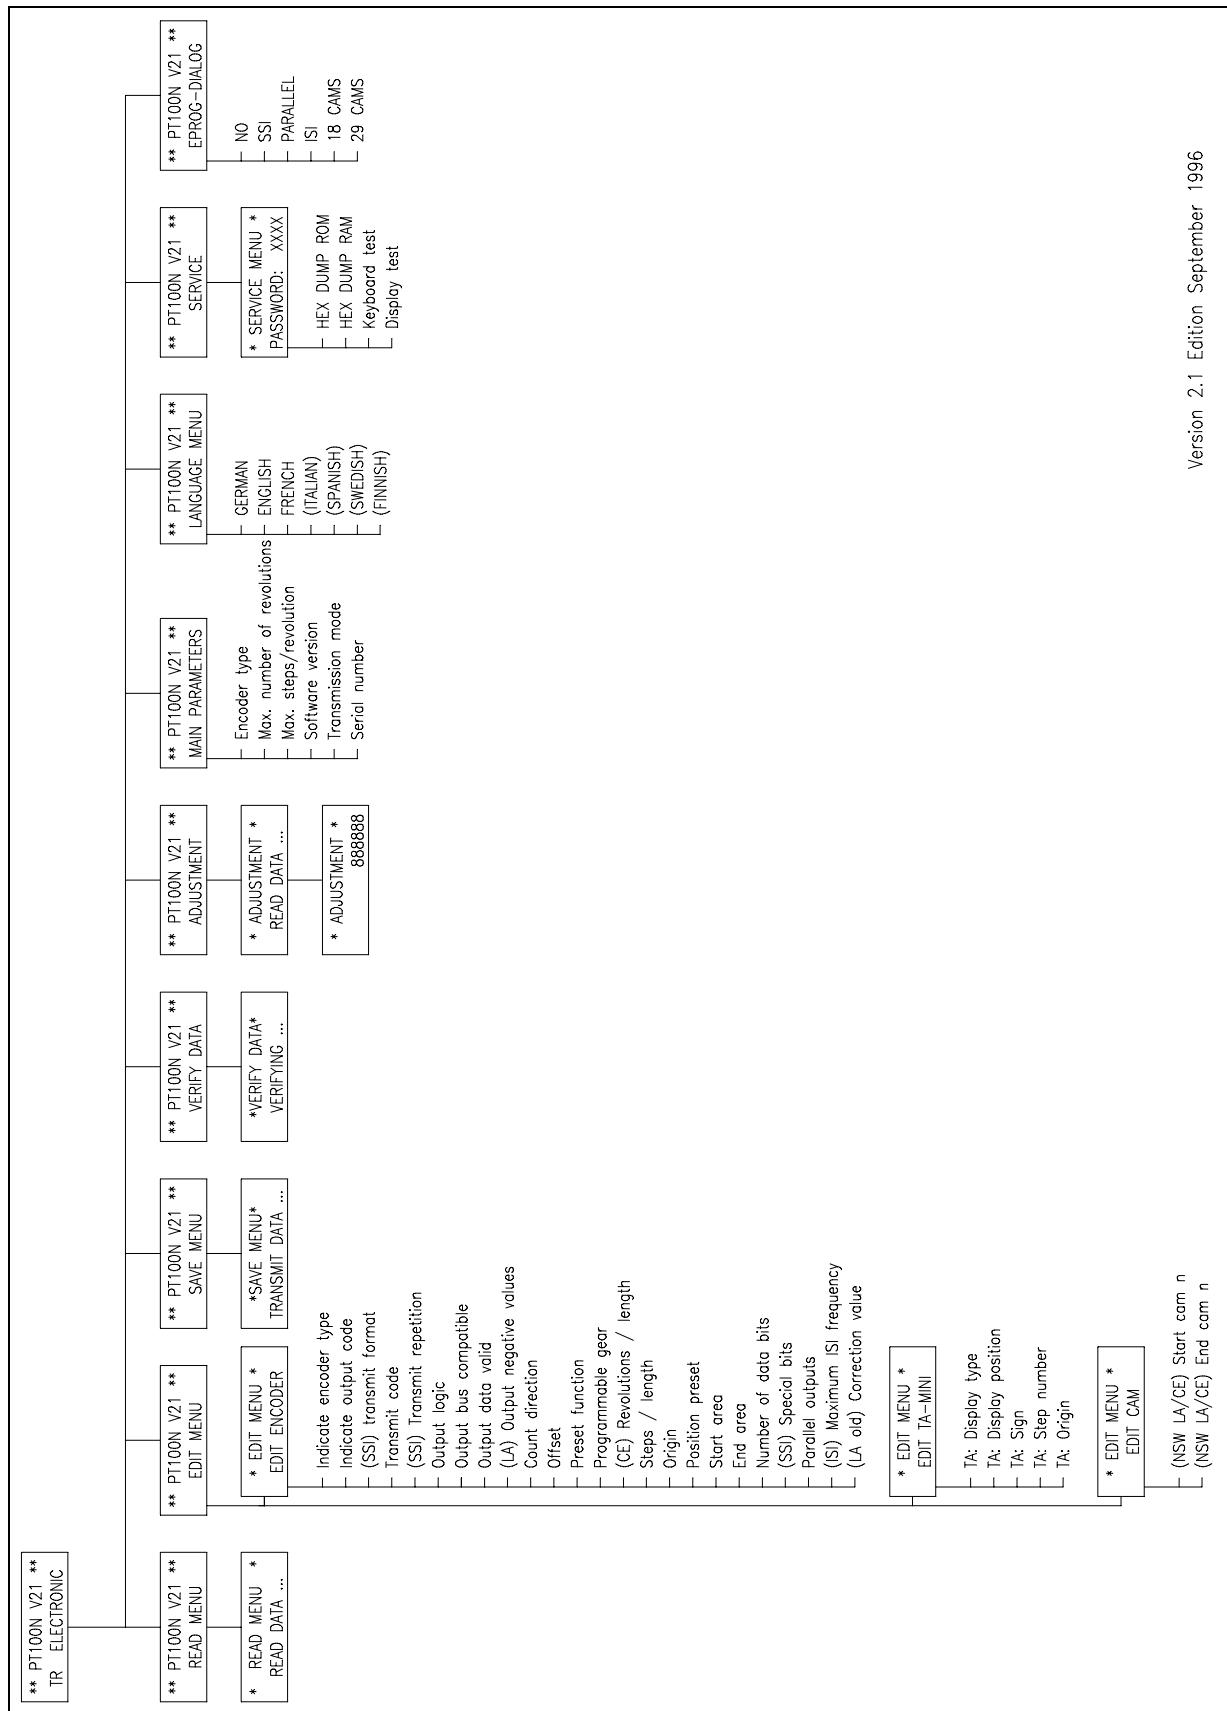 ** PT100N V21 **
TR ELECTRONIC
** PT100N V21 **
READ MENU
* READ MENU *
READ DATA ...
** PT100N V21 **
EDIT MENU
* EDIT MENU *
EDIT ENCODER
Indicate encoder type
Indicate output code
(SSI) transmit format
Transmit code
(SSI) Transmit repetition
Output logic
Output bus compatible
Output data valid
(LA) Output negative values
Count direction
Offset
Preset function
Programmable gear
(CE) Revolutions / length
Steps / length
Origin
Position preset
Start area
End area
Number of data bits
(SSI) Special bits
Parallel outputs
(ISI) Maximum ISI frequency
(LA old) Correction value
* EDIT MENU *
EDIT TA-MINI
TA: Display type
TA: Display position
TA: Sign
TA: Step number
TA: Origin
* EDIT MENU *
EDIT CAM
(NSW LA/CE) Start cam n
(NSW LA/CE) End cam n
** PT100N V21 **
SAVE MENU
*SAVE MENU*
TRANSMIT DATA ...
** PT100N V21 **
VERIFY DATA
*VERIFY DATA*
VERIFYING ...
** PT100N V21 **
ADJUSTMENT
* ADJUSTMENT *
READ DATA ...
* ADJUSTMENT *
888888
** PT100N V21 **
MAIN PARAMETERS
Encoder type
Max. number of revolutions
Max. steps/revolution
Software version
Transmission mode
Serial number
** PT100N V21 **
LANGUAGE MENU
GERMAN
ENGLISH
FRENCH
(ITALIAN)
(SPANISH)
(SWEDISH)
(FINNISH)
** PT100N V21 **
SERVICE
* SERVICE MENU *
PASSWORD: XXXX
HEX DUMP ROM
HEX DUMP RAM
Keyboard test
Display test
** PT100N V21 **
EPROG-DIALOG
NO
SSI
PARALLEL
ISI
18 CAMS
29 CAMS
Version 2.1 Edition September 1996